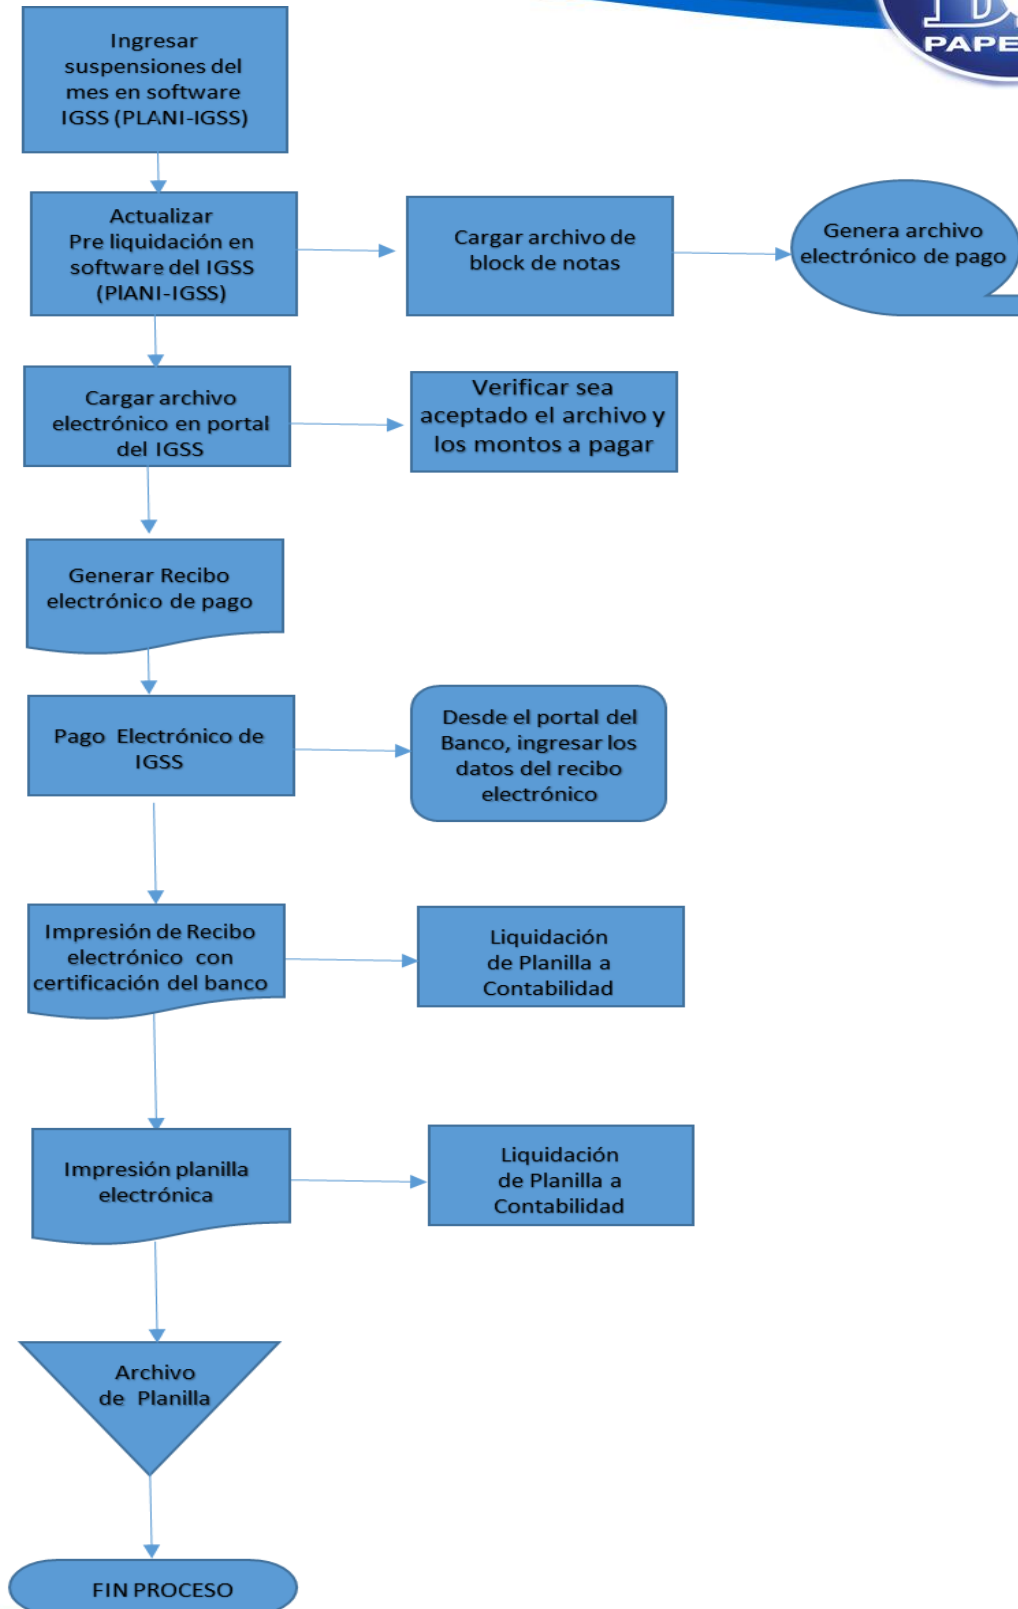 PAPE
Ingresar
suspensiones del
mes en software
IGSS (PLANI-IGSS)
Actualizar
Pre liquidación en
software del IGSS
(PlANI-IGSS)
Cargar archivo de
block de notas
Genera archivo
electrónico de pago
Cargar archivo
electrónico en portal
del IGSS
Verificar sea
aceptado el archivo y
los montos a pagar
Generar Recibo
electrónico de pago
Pago Electrónico de
IGSS
Desde el portal del
Banco, ingresar los
datos del recibo
electrónico
Impresión de Recibo
electrónico con
certificación del banco
Liquidación
de Planilla a
Contabilidad
Impresión planilla
electrónica
Liquidación
de Planilla a
Contabilidad
Archivo
de Planilla
FIN PROCESO